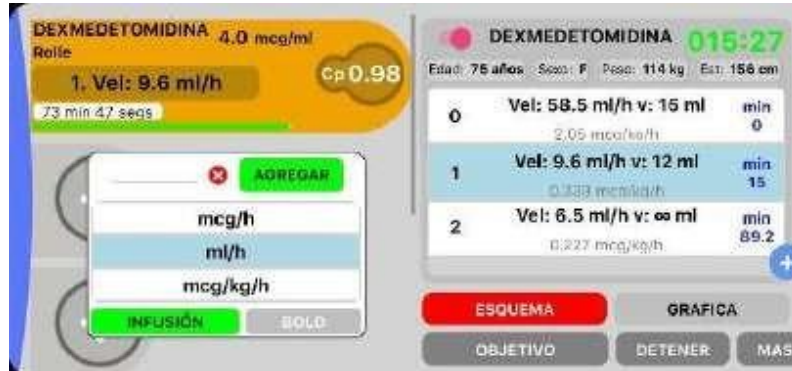 DEXMEDETOMIDINA 4.0 mcg/ml
Rolle
1. Vel: 9.6 ml/h
Cp 0.98
73 min 47 segs
AGREGAR
mcg/h
ml/h
mcg/kg/h
INFUSIÓN
BOLO
DEXMEDETOMIDINA 015:27
Edad: 75 años Sexo: F Peso: 114 kg Est: 156 cm
0 Vel: 58.5 ml/h v: 15 ml min 0
2.05 mcg/kg/h
1 Vel: 9.6 ml/h v: 12 ml min 15
mcg/kg/h
2 Vel: 6.5 ml/h v: ∞ ml min 89.2
0.227 mcg/kg/h
+
ESQUEMA
GRAFICA
OBJETIVO
DETENER
MAS